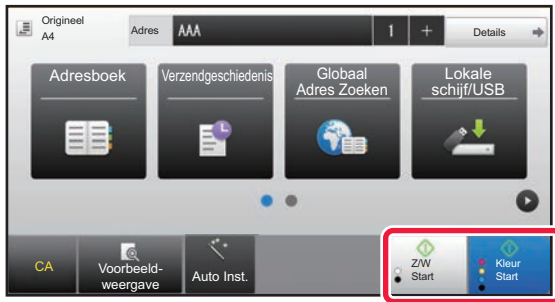 Origineel
A4
Adres
AAA
1
+
Details
Adresboek
Verzendgeschiedenis
Globaal
Adres Zoeken
Lokale
schijf/USB
CA
Voorbeeld-
weergave
Auto Inst.
Z/W
Start
Kleur
Start